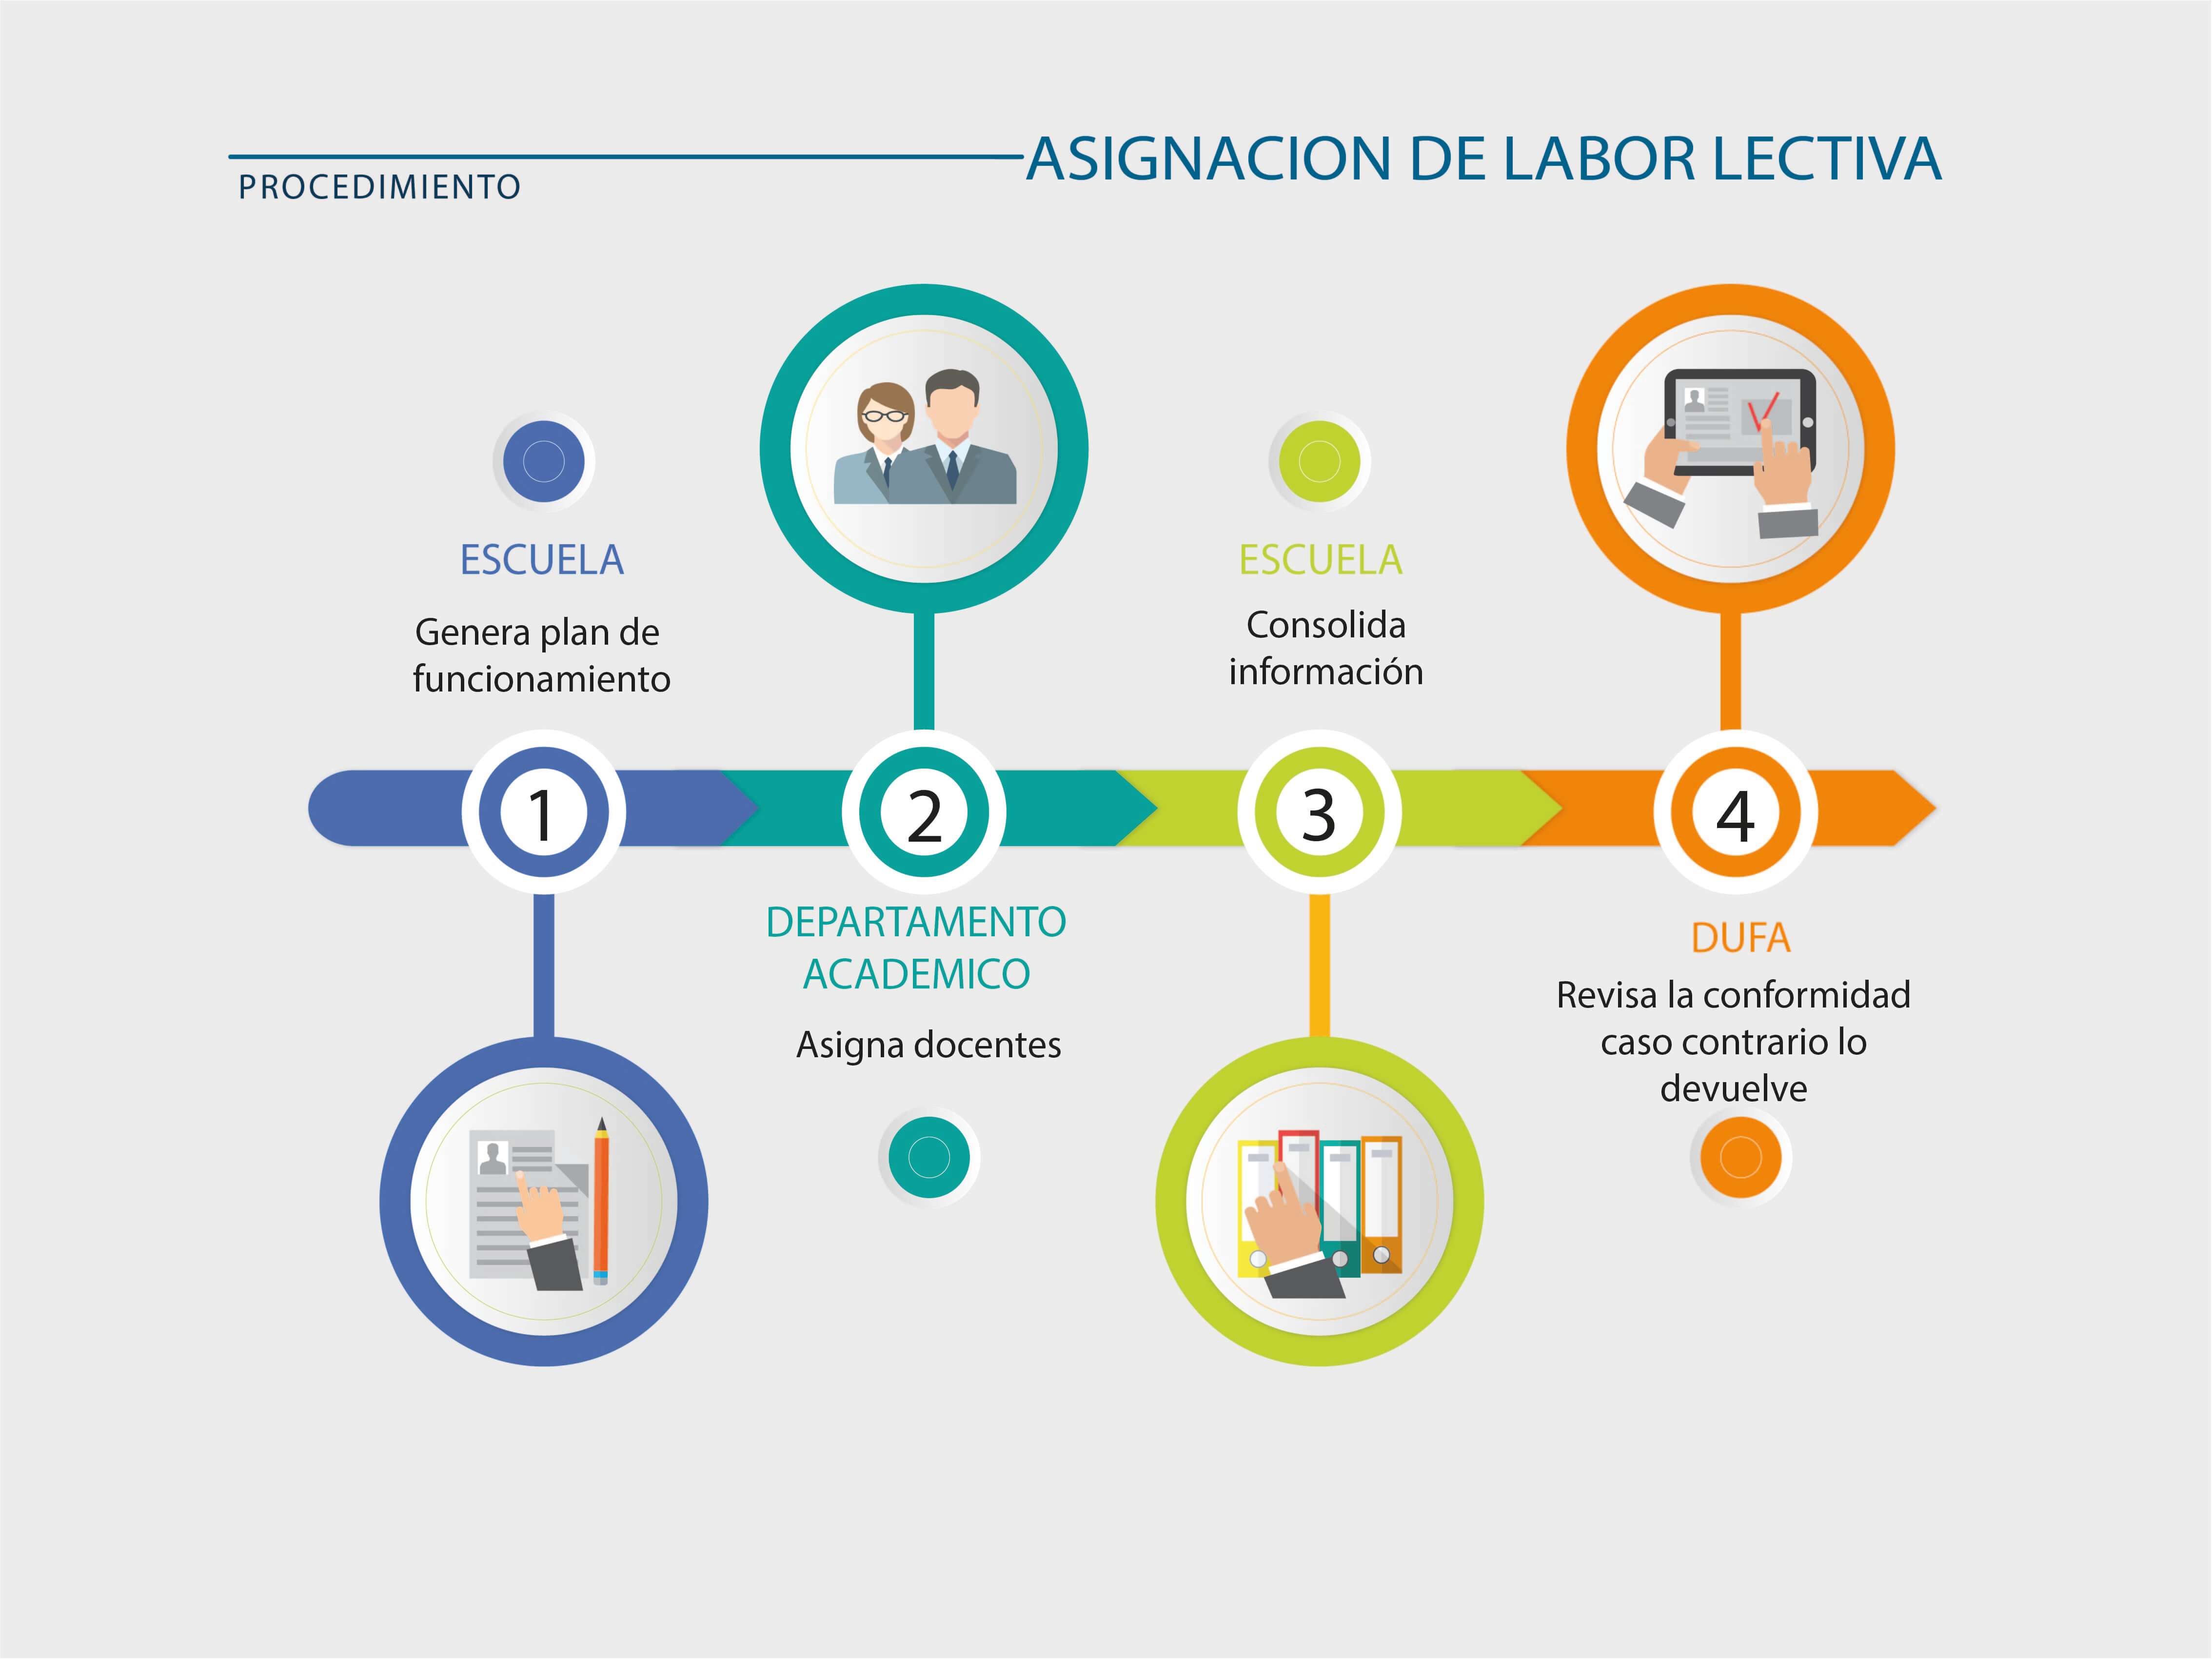 ASIGNACION DE LABOR LECTIVA
PROCEDIMIENTO
ESCUELA
Genera plan de
funcionamiento
1
2
DEPARTAMENTO
ACADEMICO
Asigna docentes
ESCUELA
Consolida
información
3
4
DUFA
Revisa la conformidad
caso contrario lo
devuelve